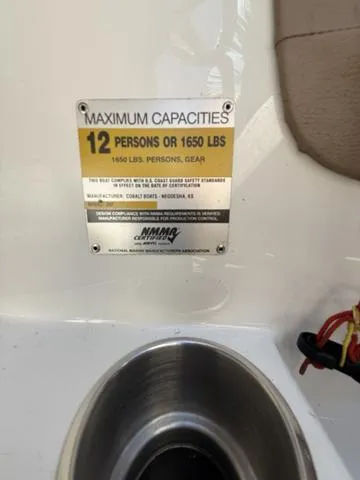 MAXIMUM CAPACITIES
12 PERSONS OR 1650 LBS
1650 LBS. PERSONS, GEAR
THIS BOAT COMPLIES WITH U.S. COAST GUARD SAFETY STANDARDS
IN EFFECT ON THE DATE OF CERTIFICATION
MANUFACTURER: COBALT BOATS - NEODESHA, KS
DESIGN COMPLIANCE WITH NMMA REQUIREMENTS IS VERIFIED.
MANUFACTURER RESPONSIBLE FOR PRODUCTION CONTROL
NMMA
CERTIFIED
NATIONAL MARINE MANUFACTURERS ASSOCIATION